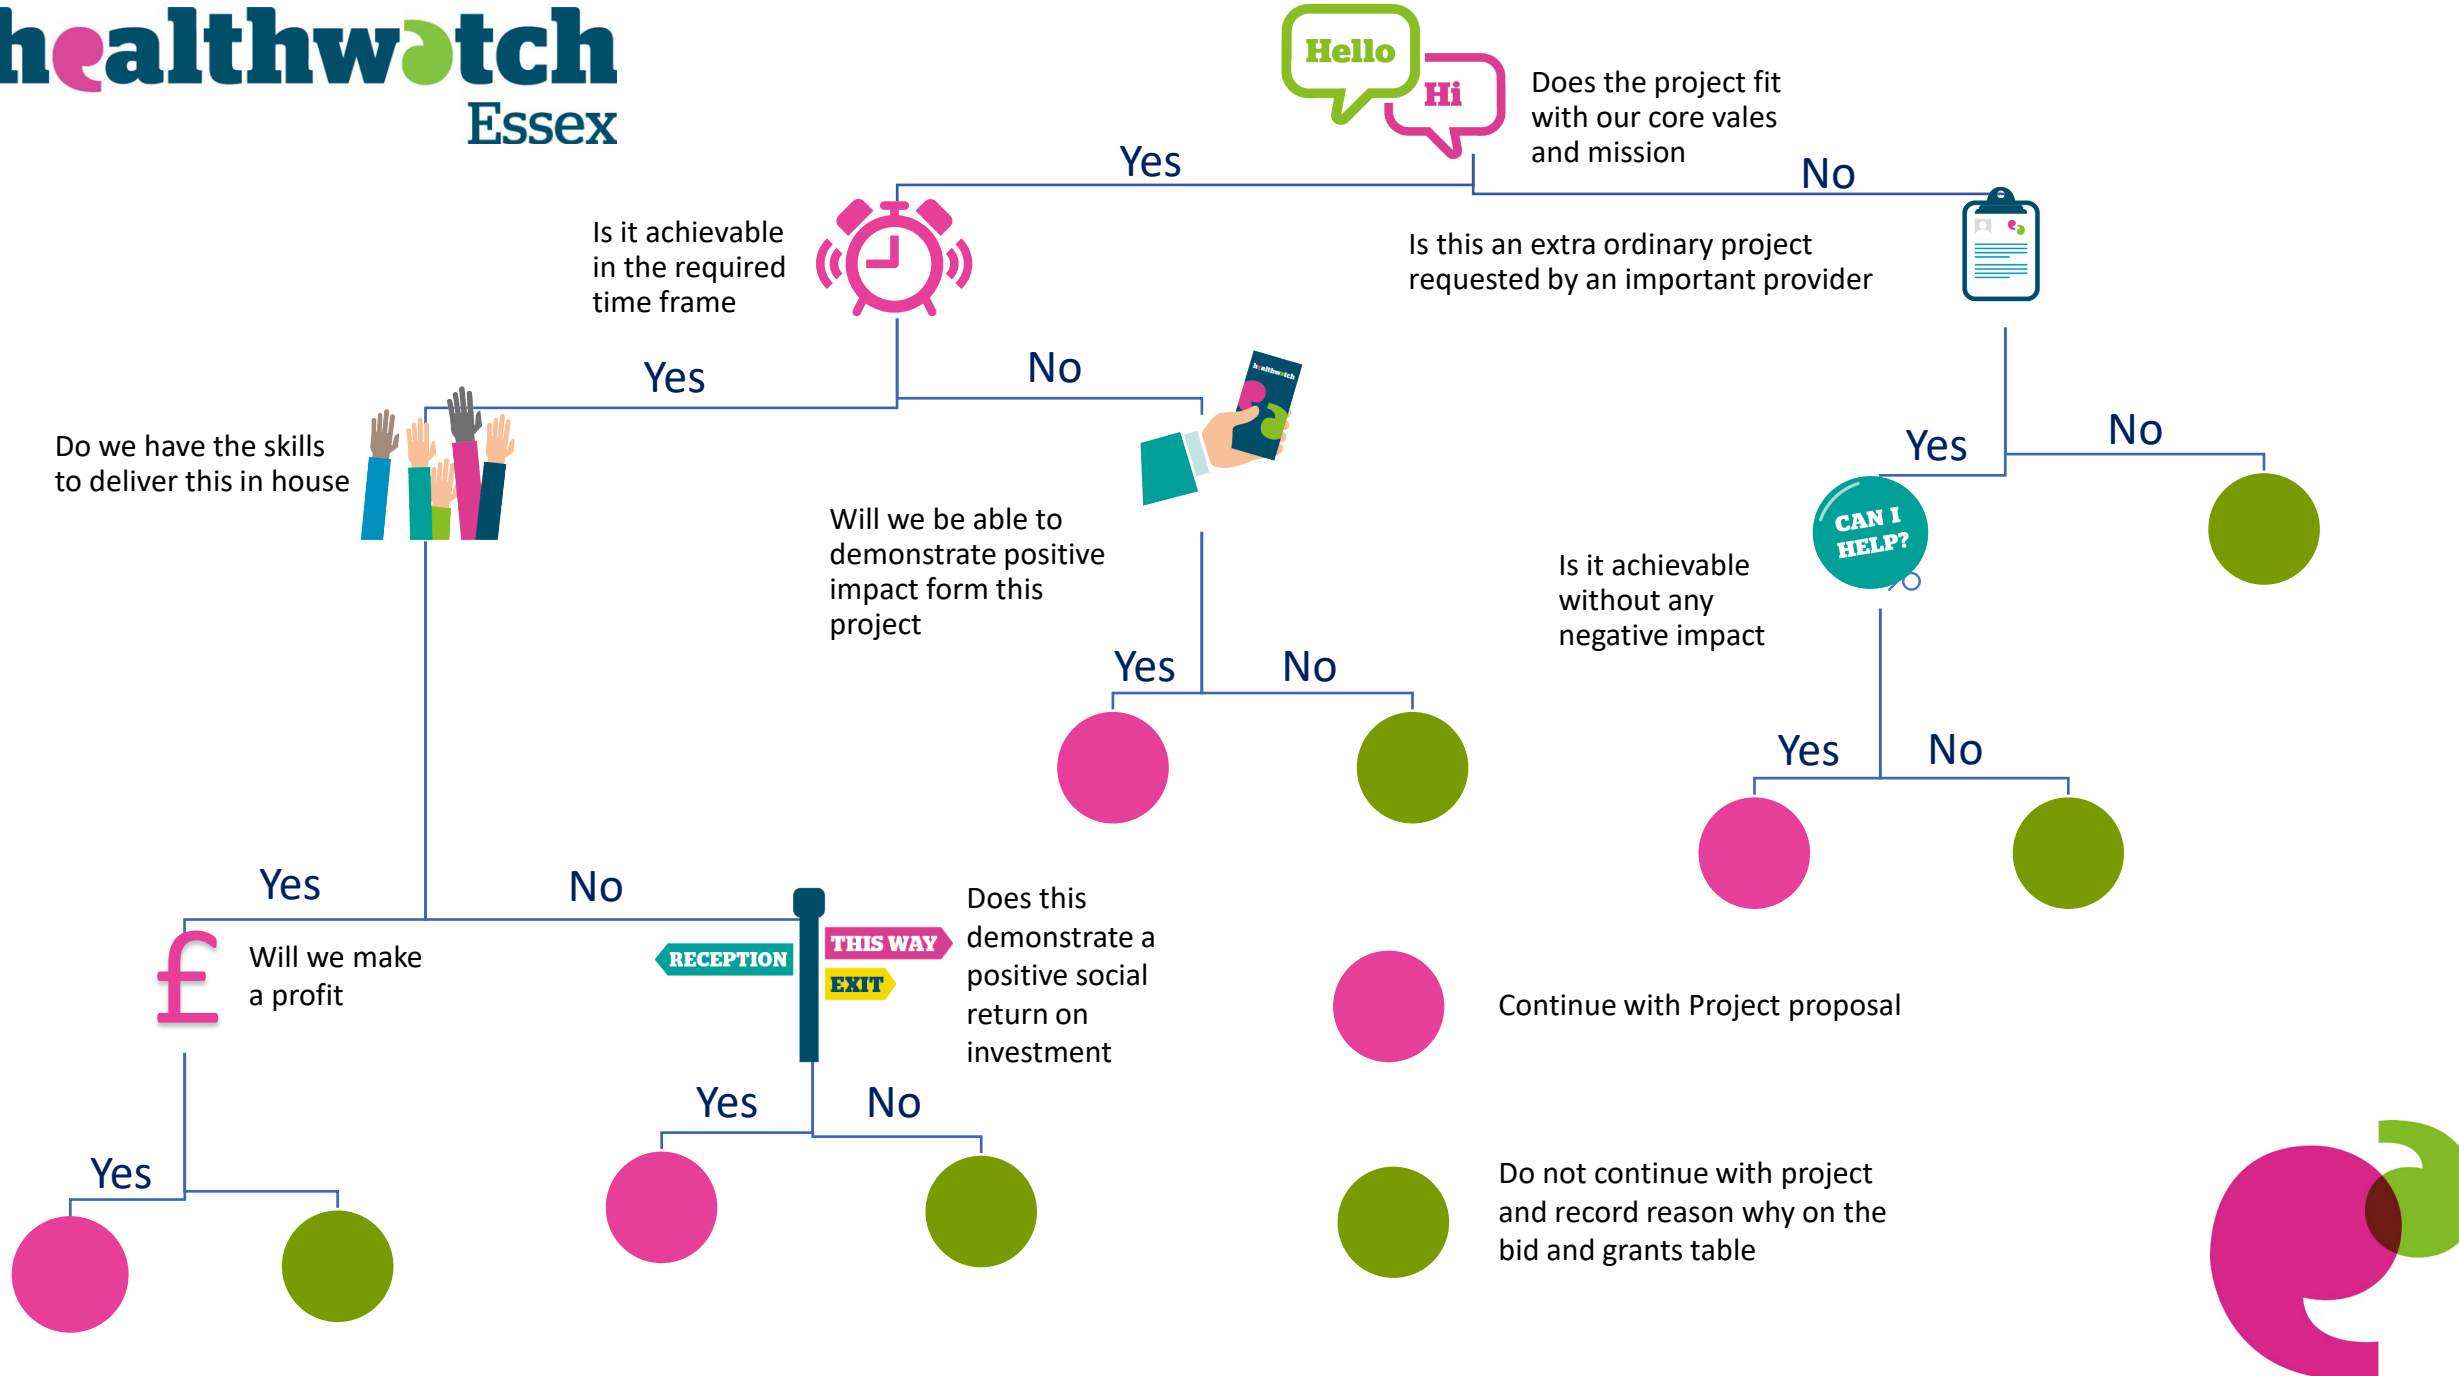 healthwatch
Essex
Hello
Hi
Does the project fit
with our core vales
and mission
Yes
No
Is it achievable
in the required
time frame
Is this an extra ordinary project
requested by an important provider
Yes
No
healthwatch
Yes
No
Do we have the skills
to deliver this in house
CAN I
HELP?
Will we be able to
demonstrate positive
impact form this
project
Is it achievable
without any
negative impact
Yes
No
Yes
No
Yes
No
Does this
demonstrate a
positive social
return on
investment
THIS WAY
RECEPTION
EXIT
Will we make
a profit
Continue with Project proposal
Yes
No
Yes
Do not continue with project
and record reason why on the
bid and grants table